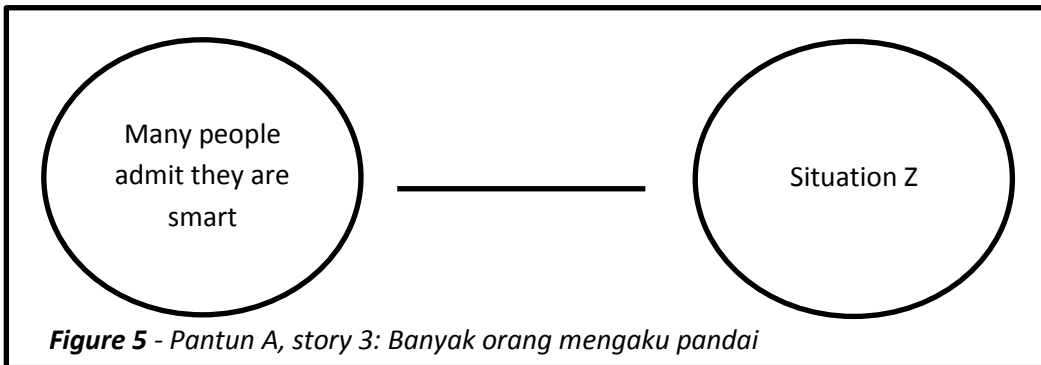 Many people
admit they are
smart
Situation Z
Figure 5 - Pantun A, story 3: Banyak orang mengaku pandai